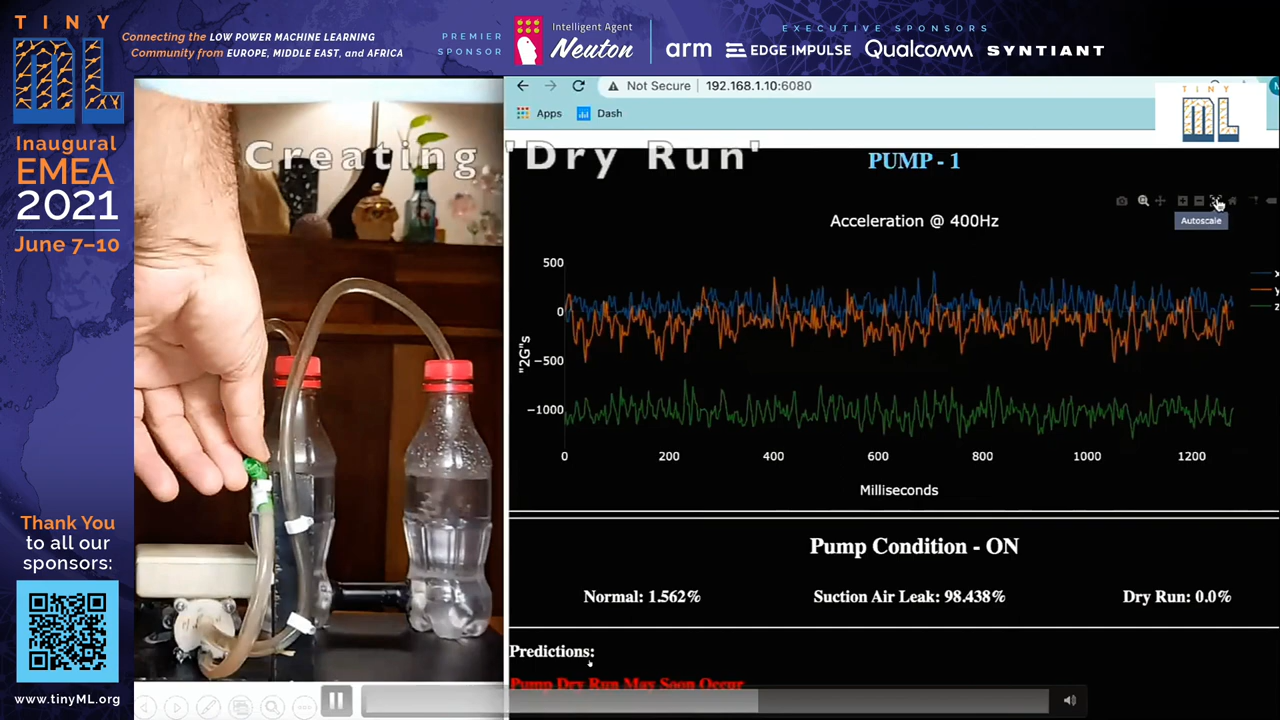 TINY
ML
Connecting the LOW POWER MACHINE LEARNING
Community from EUROPE, MIDDLE EAST, and AFRICA
PREMIER
SPONSOR
Intelligent Agent
Neuton
EXECUTIVE SPONSORS
arm
EDGE IMPULSE
Qualcomm
SYNTIANT
Inaugural
EMEA
2021
June 7–10
Thank You
to all our
sponsors:
www.tinyML.org
Not Secure
192.168.1.10:6080
Apps
Dash
TINY
ML
Creating 'Dry Run'
PUMP - 1
Acceleration @ 400Hz
Autoscale
500
0
−500
−1000
"2G"s
x
y
z
0 200 400 600 800 1000 1200
Milliseconds
Pump Condition - ON
Normal: 1.562%
Suction Air Leak: 98.438%
Dry Run: 0.0%
Predictions:
Pump Dry Run May Soon Occur